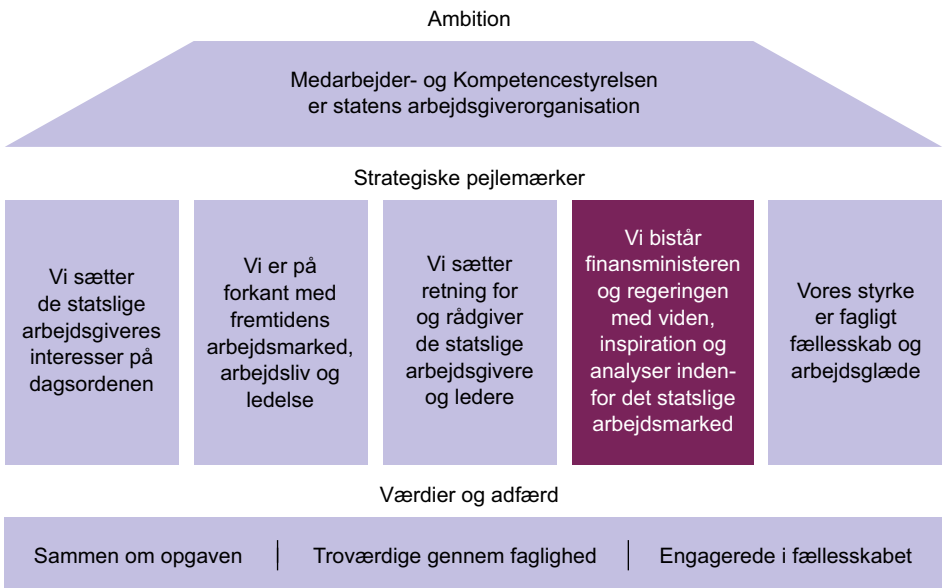 Ambition
Medarbejder- og Kompetencestyrelsen
er statens arbejdsgiverorganisation
Strategiske pejlemærker
Vi sætter
de statslige
arbejdsgiveres
interesser på
dagsordenen
Vi er på
forkant med
fremtidens
arbejdsmarked,
arbejdsliv og
ledelse
Vi sætter
retning for
og rådgiver
de statslige
arbejdsgivere
og ledere
Vi bistår
finansministeren
og regeringen
med viden,
inspiration og
analyser inden-
for det statslige
arbejdsmarked
Vores styrke
er fagligt
fællesskab og
arbejdsglæde
Værdier og adfærd
Sammen om opgaven | Troværdige gennem faglighed | Engagerede i fællesskabet